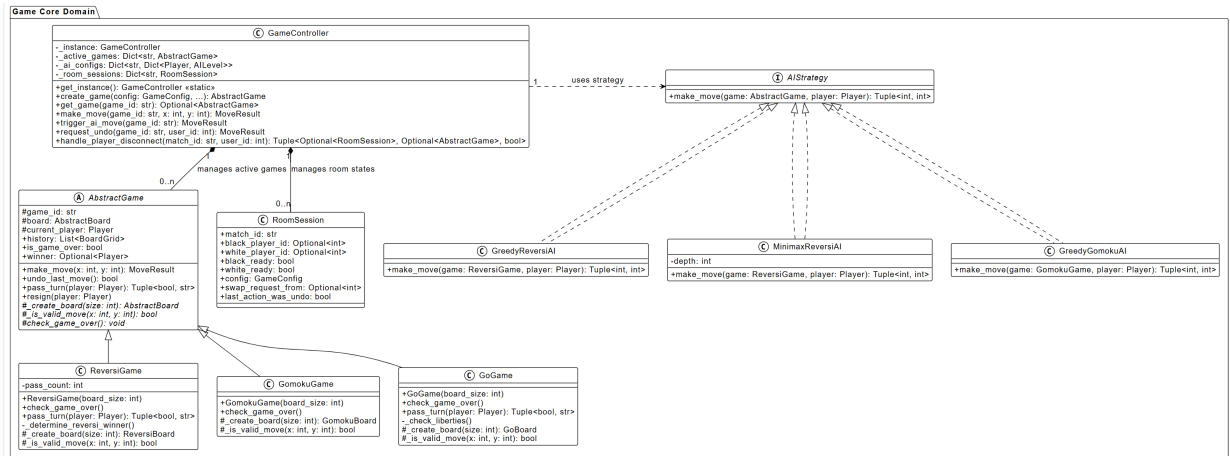 Game Core Domain
C GameController
-_instance: GameController
-_active_games: Dict<str, AbstractGame>
-_ai_configs: Dict<str, Dict<Player, AILevel>>
-_room_sessions: Dict<str, RoomSession>
+get_instance(): GameController «static»
+create_game(config: GameConfig, ...): AbstractGame
+get_game(game_id: str): Optional<AbstractGame>
+make_move(game_id: str, x: int, y: int): MoveResult
+trigger_ai_move(game_id: str): MoveResult
+request_undo(game_id: str, user_id: int): MoveResult
+handle_player_disconnect(match_id: str, user_id: int): Tuple<Optional<RoomSession>, Optional<AbstractGame>, bool>
1
uses strategy
I AIStrategy
+make_move(game: AbstractGame, player: Player): Tuple<int, int>
1
1
manages active games
manages room states
0..n
0..n
A AbstractGame
#game_id: str
#board: AbstractBoard
#current_player: Player
+history: List<BoardGrid>
+is_game_over: bool
+winner: Optional<Player>
+make_move(x: int, y: int): MoveResult
+undo_last_move(): bool
+pass_turn(player: Player): Tuple<bool, str>
+resign(player: Player)
#_create_board(size: int): AbstractBoard
#_is_valid_move(x: int, y: int): bool
#check_game_over(): void
C RoomSession
+match_id: str
+black_player_id: Optional<int>
+white_player_id: Optional<int>
+black_ready: bool
+white_ready: bool
+config: GameConfig
+swap_request_from: Optional<int>
+last_action_was_undo: bool
C GreedyReversiAI
+make_move(game: ReversiGame, player: Player): Tuple<int, int>
C MinimaxReversiAI
-depth: int
+make_move(game: ReversiGame, player: Player): Tuple<int, int>
C GreedyGomokuAI
+make_move(game: GomokuGame, player: Player): Tuple<int, int>
C ReversiGame
-pass_count: int
+ReversiGame(board_size: int)
+check_game_over()
+pass_turn(player: Player): Tuple<bool, str>
-_determine_reversi_winner()
#_create_board(size: int): ReversiBoard
#_is_valid_move(x: int, y: int): bool
C GomokuGame
+GomokuGame(board_size: int)
+check_game_over()
#_create_board(size: int): GomokuBoard
#_is_valid_move(x: int, y: int): bool
C GoGame
+GoGame(board_size: int)
+check_game_over()
+pass_turn(player: Player): Tuple<bool, str>
-_check_liberties()
#_create_board(size: int): GoBoard
#_is_valid_move(x: int, y: int): bool